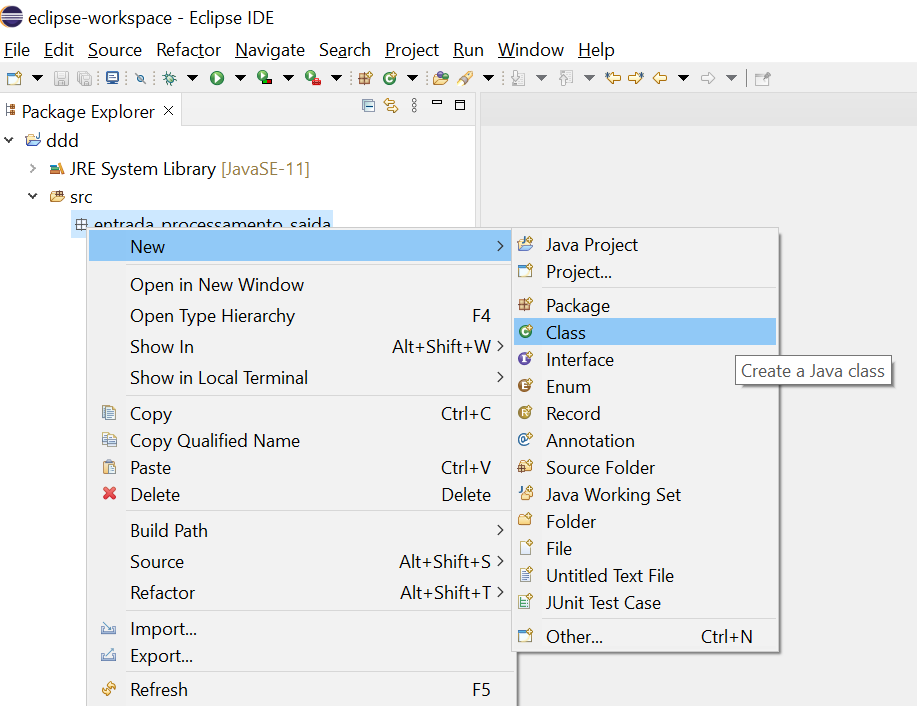 eclipse-workspace - Eclipse IDE
File Edit Source Refactor Navigate Search Project Run Window Help
Package Explorer
ddd
JRE System Library [JavaSE-11]
src
entrada_processamento_saida
New
Open in New Window
Open Type Hierarchy F4
Show In Alt+Shift+W
Show in Local Terminal
Copy Ctrl+C
Copy Qualified Name
Paste Ctrl+V
Delete Delete
Build Path
Source Alt+Shift+S
Refactor Alt+Shift+T
Import...
Export...
Refresh F5
Java Project
Project...
Package
Class
Interface
Enum
Record
Annotation
Source Folder
Java Working Set
Folder
File
Untitled Text File
JUnit Test Case
Other... Ctrl+N
Create a Java class